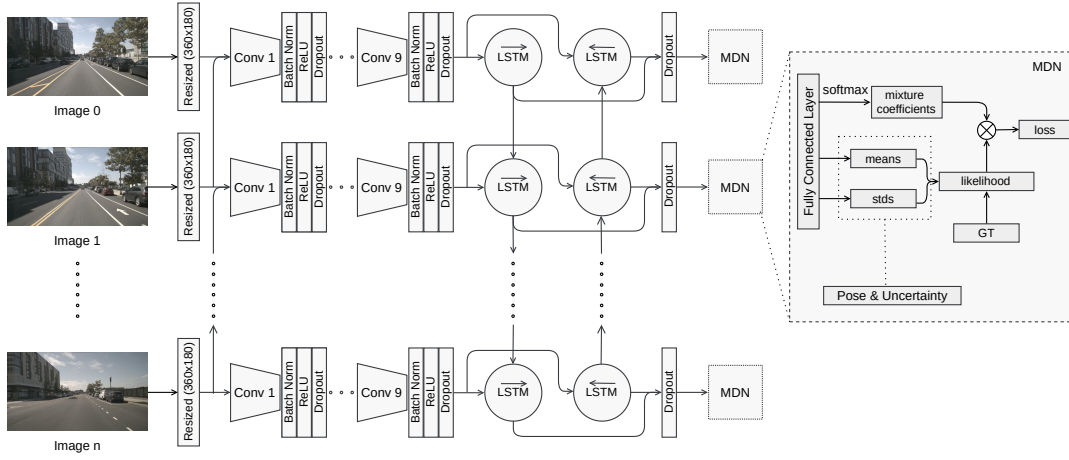 Image 0
Resized (360x180)
Conv 1
Batch Norm
ReLU
Dropout
Conv 9
Batch Norm
ReLU
Dropout
LSTM
LSTM
Dropout
MDN
Image 1
Resized (360x180)
Conv 1
Batch Norm
ReLU
Dropout
Conv 9
Batch Norm
ReLU
Dropout
LSTM
LSTM
Dropout
MDN
Image n
Resized (360x180)
Conv 1
Batch Norm
ReLU
Dropout
Conv 9
Batch Norm
ReLU
Dropout
LSTM
LSTM
Dropout
MDN
MDN
Fully Connected Layer
softmax
mixture
coefficients
loss
means
likelihood
stds
GT
Pose & Uncertainty